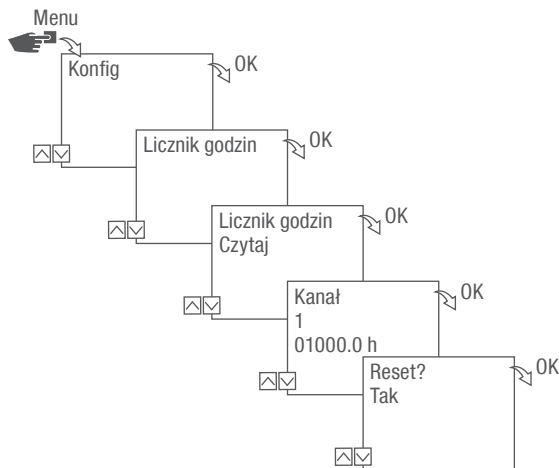 Menu
Konfig
OK
Licznik godzin
OK
Licznik godzin
Czytaj
OK
Kanał
1
01000.0 h
OK
Reset?
Tak
OK